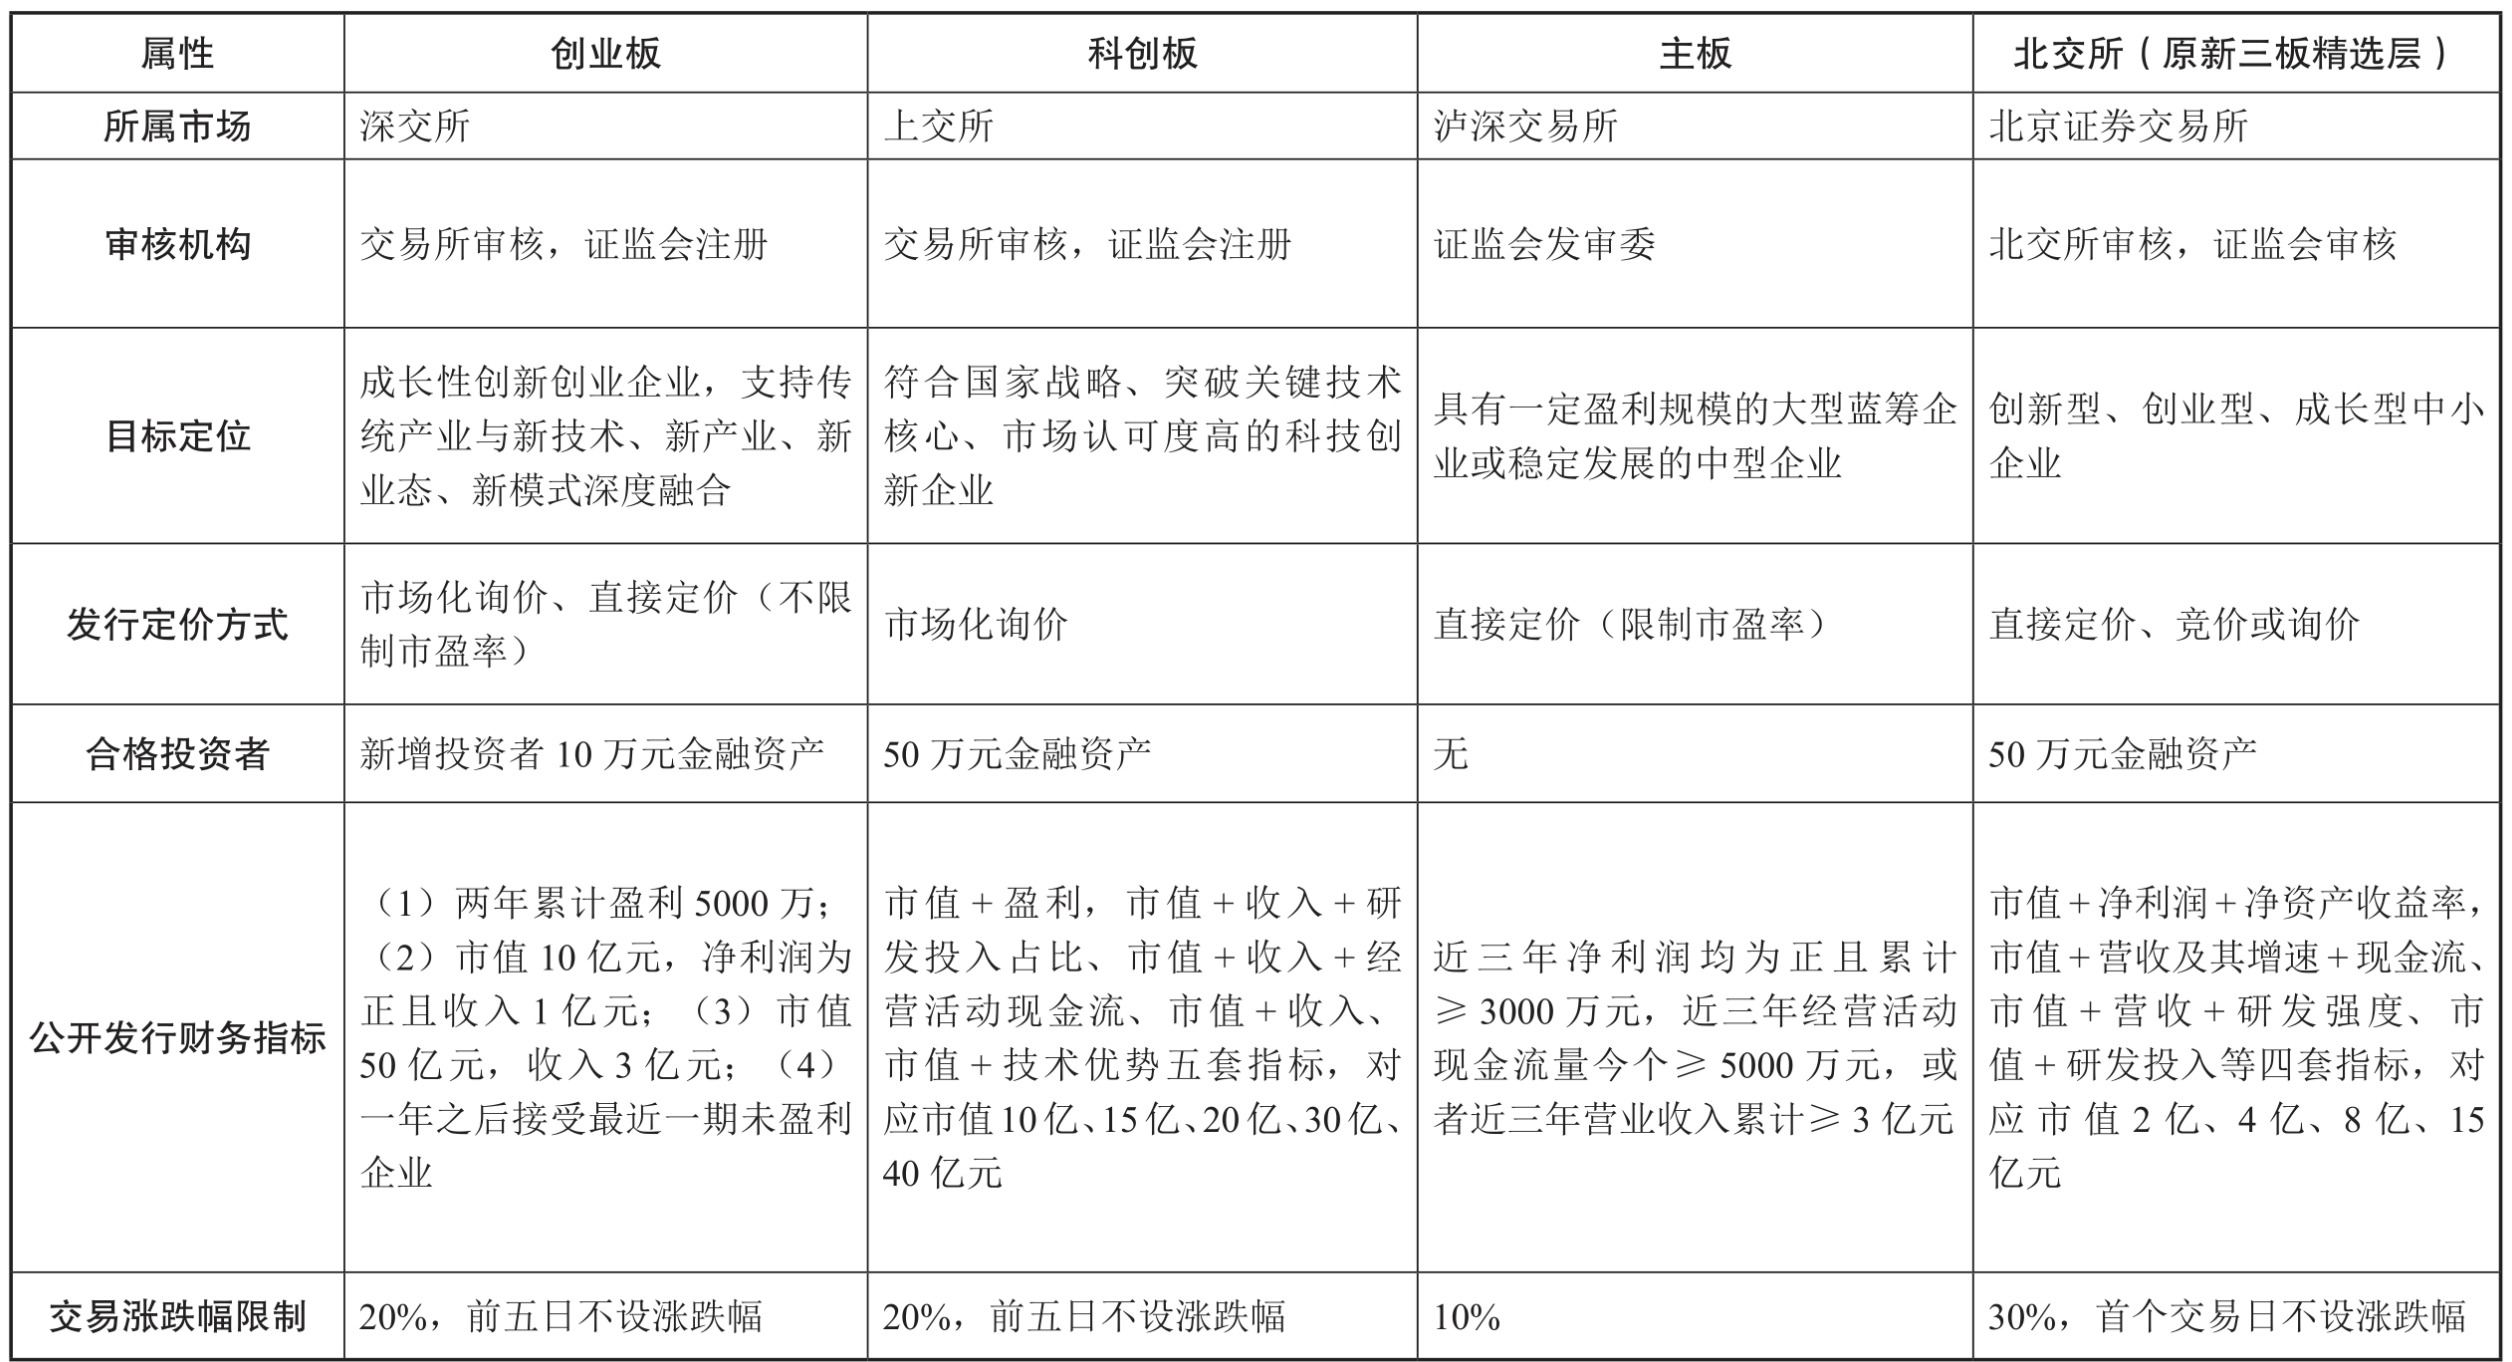 属性
创业板
科创板
主板
北交所（原新三板精选层）
所属市场
深交所
上交所
泸深交易所
北京证券交易所
审核机构
交易所审核，证监会注册
交易所审核，证监会注册
证监会发审委
北交所审核，证监会审核
目标定位
成长性创新创业企业，支持传
统产业与新技术、新产业、新
业态、新模式深度融合
符合国家战略、突破关键技术
核心、市场认可度高的科技创
新企业
具有一定盈利规模的大型蓝筹企
业或稳定发展的中型企业
创新型、创业型、成长型中小
企业
发行定价方式
市场化询价、直接定价（不限
制市盈率）
市场化询价
直接定价（限制市盈率）
直接定价、竞价或询价
合格投资者
新增投资者 10 万元金融资产
50 万元金融资产
无
50 万元金融资产
公开发行财务指标
（1）两年累计盈利 5000 万；
（2）市值 10 亿元，净利润为
正且收入 1 亿元；（3）市值
50 亿元，收入 3 亿元；（4）
一年之后接受最近一期未盈利
企业
市值 + 盈利，市值 + 收入 + 研
发投入占比、市值 + 收入 + 经
营活动现金流、市值 + 收入、
市值 + 技术优势五套指标，对
应市值 10 亿、15 亿、20 亿、30 亿、
40 亿元
近三年净利润均为正且累计
≥ 3000 万元，近三年经营活动
现金流量今个≥ 5000 万元，或
者近三年营业收入累计≥ 3 亿元
市值 + 净利润 + 净资产收益率，
市值 + 营收及其增速 + 现金流、
市值 + 营收 + 研发强度、市
值 + 研发投入等四套指标，对
应市值 2 亿、4 亿、8 亿、15
亿元
交易涨跌幅限制
20%，前五日不设涨跌幅
20%，前五日不设涨跌幅
10%
30%，首个交易日不设涨跌幅